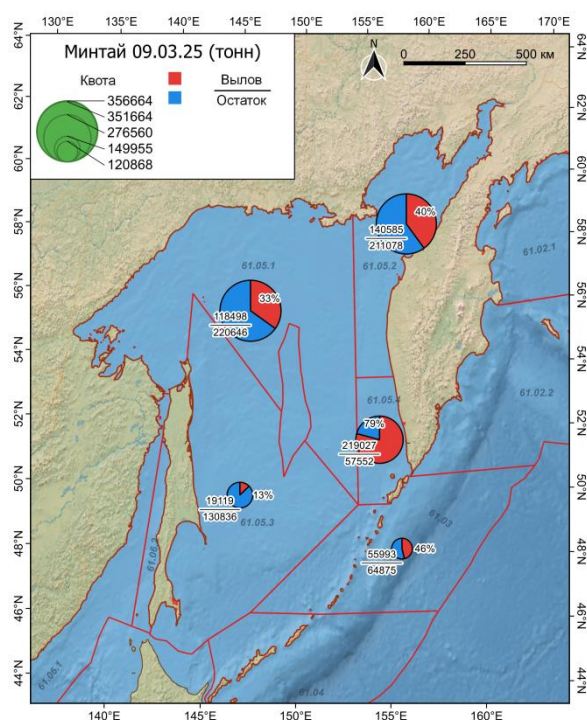 130°E 140°E 150°E 160°E 170°E
Минтай 09.03.25 (тонн)
Квота
Вылов
Остаток
356664
351664
276560
149955
120868
N
0 250 500 км
64°N
62°N
60°N
58°N
56°N
54°N
52°N
50°N
48°N
46°N
44°N
64°N
62°N
60°N
58°N
56°N
54°N
52°N
50°N
48°N
46°N
44°N
40%
140585
211078
61.02.1
61.05.1
61.05.2
33%
118498
220646
61.02.2
61.05.4
79%
219027
57552
19119
13%
130836
61.05.3
61.03
61.06.2
55993
46%
64875
61.06.1
61.04
140°E 145°E 150°E 155°E 160°E